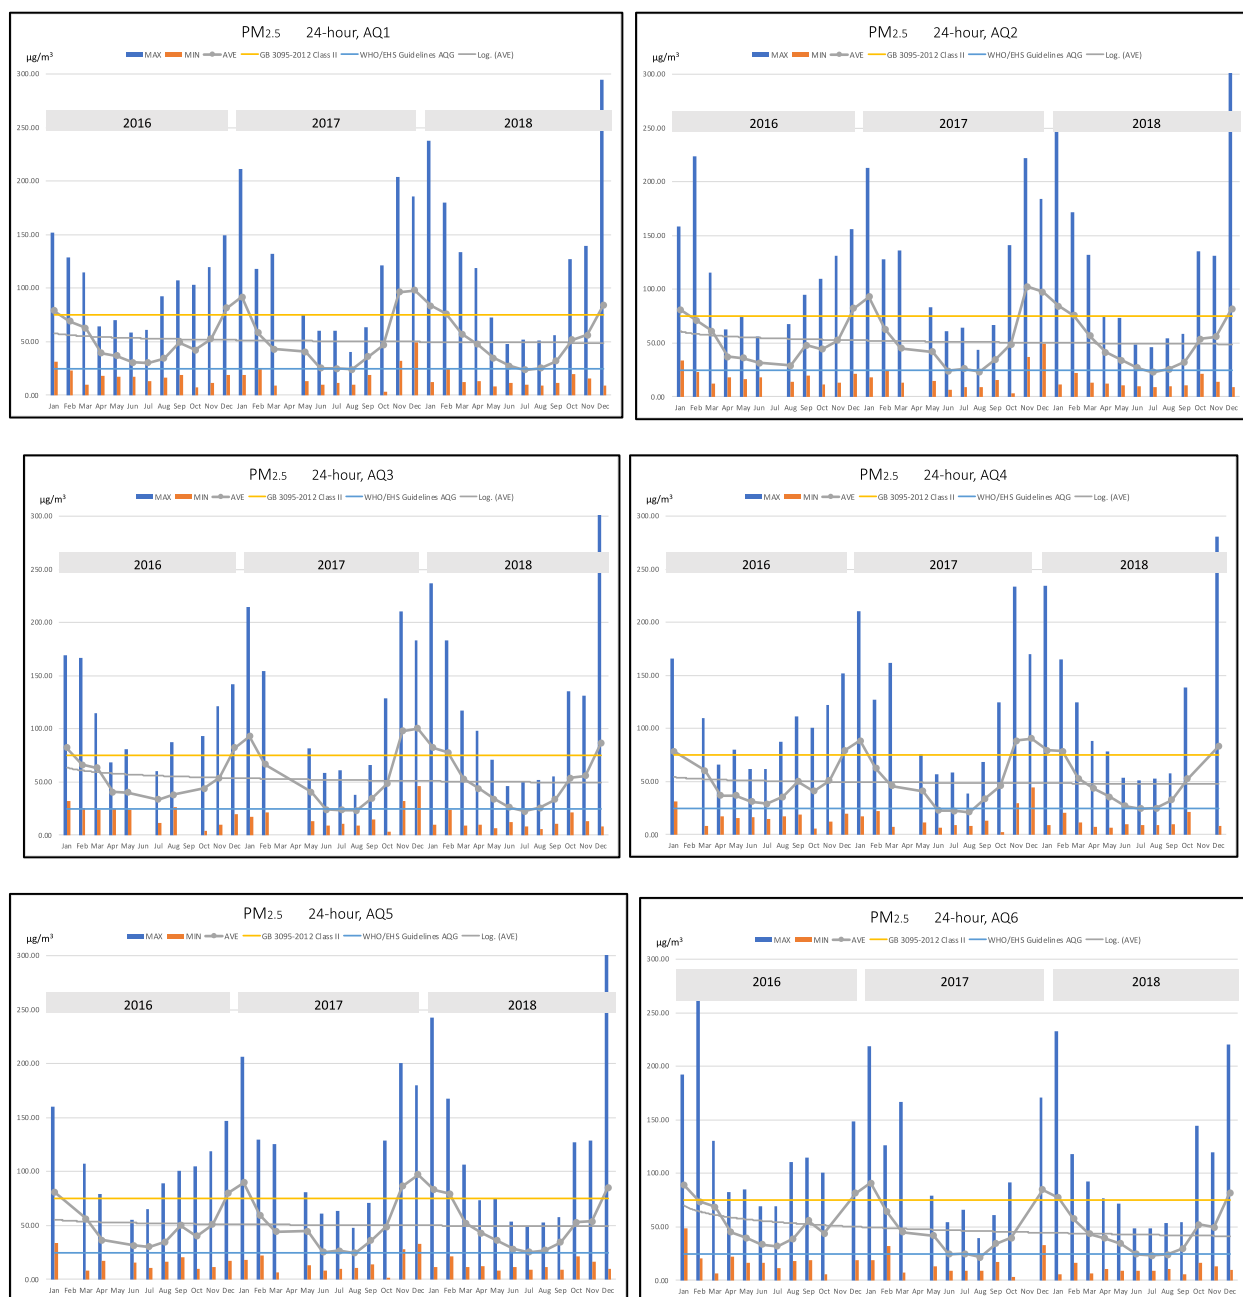 PM2.5 24-hour, AQ1
MAX MIN AVE GB 3095-2012 Class II WHO/EHS Guidelines AQG Log. (AVE)
µg/m³
300.00
250.00
200.00
150.00
100.00
50.00
0.00
2016 2017 2018
Jan Feb Mar Apr May Jun Jul Aug Sep Oct Nov Dec Jan Feb Mar Apr May Jun Jul Aug Sep Oct Nov Dec Jan Feb Mar Apr May Jun Jul Aug Sep Oct Nov Dec
PM2.5 24-hour, AQ2
MAX MIN AVE GB 3095-2012 Class II WHO/EHS Guidelines AQG Log. (AVE)
µg/m³
300.00
250.00
200.00
150.00
100.00
50.00
0.00
2016 2017 2018
Jan Feb Mar Apr May Jun Jul Aug Sep Oct Nov Dec Jan Feb Mar Apr May Jun Jul Aug Sep Oct Nov Dec Jan Feb Mar Apr May Jun Jul Aug Sep Oct Nov Dec
PM2.5 24-hour, AQ3
MAX MIN AVE GB 3095-2012 Class II WHO/EHS Guidelines AQG Log. (AVE)
µg/m³
300.00
250.00
200.00
150.00
100.00
50.00
0.00
2016 2017 2018
Jan Feb Mar Apr May Jun Jul Aug Sep Oct Nov Dec Jan Feb Mar Apr May Jun Jul Aug Sep Oct Nov Dec Jan Feb Mar Apr May Jun Jul Aug Sep Oct Nov Dec
PM2.5 24-hour, AQ4
MAX MIN AVE GB 3095-2012 Class II WHO/EHS Guidelines AQG Log. (AVE)
µg/m³
300.00
250.00
200.00
150.00
100.00
50.00
0.00
2016 2017 2018
Jan Feb Mar Apr May Jun Jul Aug Sep Oct Nov Dec Jan Feb Mar Apr May Jun Jul Aug Sep Oct Nov Dec Jan Feb Mar Apr May Jun Jul Aug Sep Oct Nov Dec
PM2.5 24-hour, AQ5
MAX MIN AVE GB 3095-2012 Class II WHO/EHS Guidelines AQG Log. (AVE)
µg/m³
300.00
250.00
200.00
150.00
100.00
50.00
0.00
2016 2017 2018
Jan Feb Mar Apr May Jun Jul Aug Sep Oct Nov Dec Jan Feb Mar Apr May Jun Jul Aug Sep Oct Nov Dec Jan Feb Mar Apr May Jun Jul Aug Sep Oct Nov Dec
PM2.5 24-hour, AQ6
MAX MIN AVE GB 3095-2012 Class II WHO/EHS Guidelines AQG Log. (AVE)
µg/m³
300.00
250.00
200.00
150.00
100.00
50.00
0.00
2016 2017 2018
Jan Feb Mar Apr May Jun Jul Aug Sep Oct Nov Dec Jan Feb Mar Apr May Jun Jul Aug Sep Oct Nov Dec Jan Feb Mar Apr May Jun Jul Aug Sep Oct Nov Dec